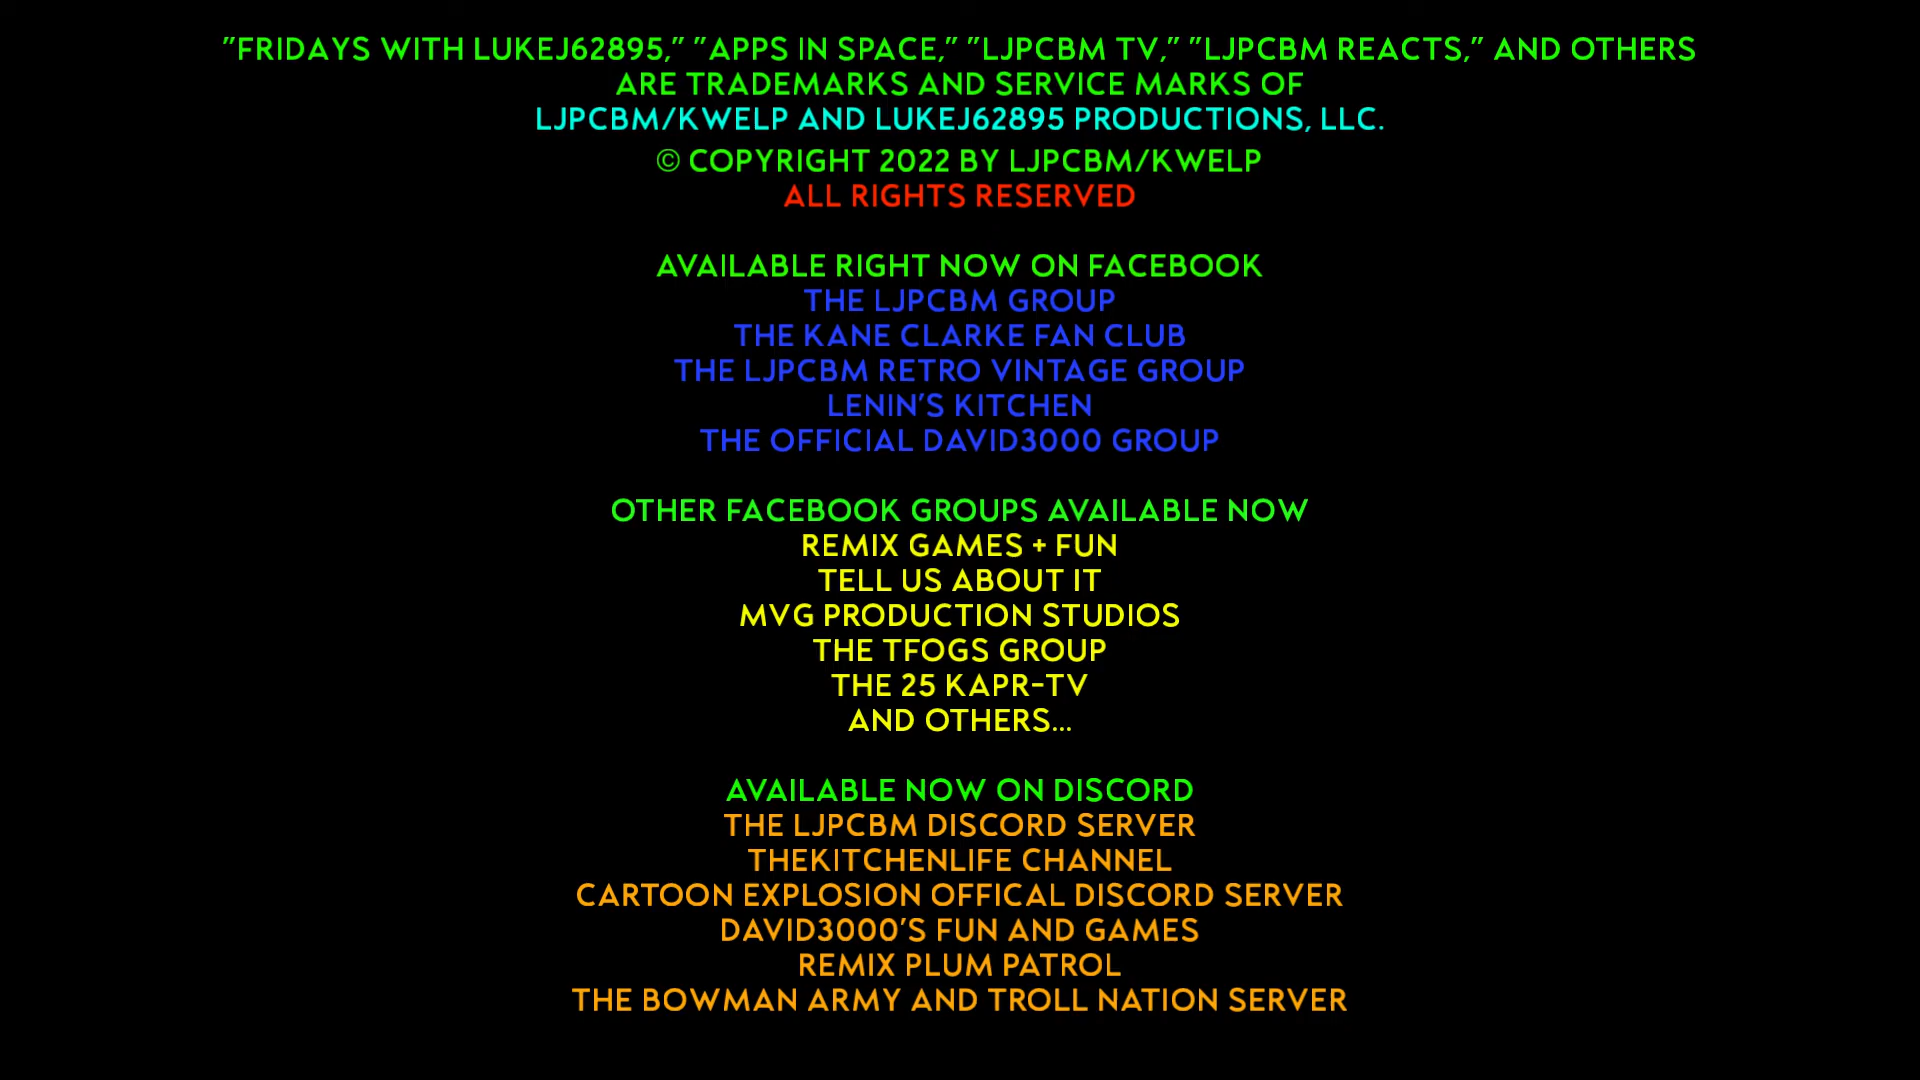 "FRIDAYS WITH LUKEJ62895," "APPS IN SPACE," "LJPCBM TV," "LJPCBM REACTS," AND OTHERS
ARE TRADEMARKS AND SERVICE MARKS OF
LJPCBM/KWELP AND LUKEJ62895 PRODUCTIONS, LLC.
© COPYRIGHT 2022 BY LJPCBM/KWELP
ALL RIGHTS RESERVED
AVAILABLE RIGHT NOW ON FACEBOOK
THE LJPCBM GROUP
THE KANE CLARKE FAN CLUB
THE LJPCBM RETRO VINTAGE GROUP
LENIN'S KITCHEN
THE OFFICIAL DAVID3000 GROUP
OTHER FACEBOOK GROUPS AVAILABLE NOW
REMIX GAMES + FUN
TELL US ABOUT IT
MVG PRODUCTION STUDIOS
THE TFOGS GROUP
THE 25 KAPR-TV
AND OTHERS...
AVAILABLE NOW ON DISCORD
THE LJPCBM DISCORD SERVER
THEKITCHENLIFE CHANNEL
CARTOON EXPLOSION OFFICAL DISCORD SERVER
DAVID3000'S FUN AND GAMES
REMIX PLUM PATROL
THE BOWMAN ARMY AND TROLL NATION SERVER